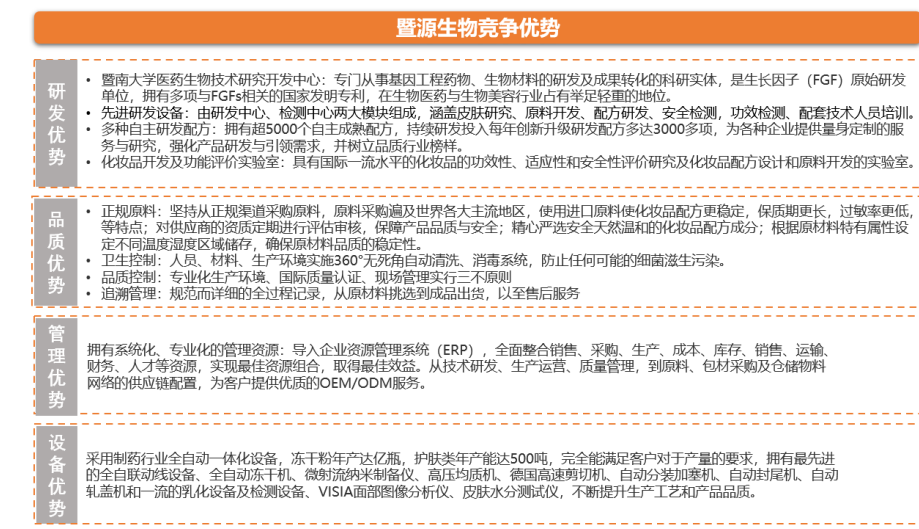 暨源生物竞争优势
研发优势
• 暨南大学医药生物技术研究开发中心：专门从事基因工程药物、生物材料的研发及成果转化的科研实体，是生长因子（FGF）原始研发
单位，拥有多项与FGFs相关的国家发明专利，在生物医药与生物美容行业占有举足轻重的地位。
• 先进研发设备：由研发中心、检测中心两大模块组成，涵盖皮肤研究、原料开发、配方研发、安全检测，功效检测、配套技术人员培训。
• 多种自主研发配方：拥有超5000个自主成熟配方，持续研发投入每年创新升级研发配方多达3000多项，为各种企业提供量身定制的服
务与研究，强化产品研发与引领需求，并树立品质行业榜样。
• 化妆品开发及功能评价实验室：具有国际一流水平的化妆品的功效性、适应性和安全性评价研究及化妆品配方设计和原料开发的实验室。
品质优势
• 正规原料：坚持从正规渠道采购原料，原料采购遍及世界各大主流地区，使用进口原料使化妆品配方更稳定，保质期更长，过敏率更低，
等特点；对供应商的资质定期进行评估审核，保障产品品质与安全；精心严选安全天然温和的化妆品配方成分；根据原材料特有属性设
定不同温度湿度区域储存，确保原材料品质的稳定性。
• 卫生控制：人员、材料、生产环境实施360°无死角自动清洗、消毒系统，防止任何可能的细菌滋生污染。
• 品质控制：专业化生产环境、国际质量认证、现场管理实行三不原则
• 追溯管理：规范而详细的全过程记录，从原材料挑选到成品出货，以至售后服务
管理优势
拥有系统化、专业化的管理资源：导入企业资源管理系统（ERP），全面整合销售、采购、生产、成本、库存、销售、运输、
财务、人才等资源，实现最佳资源组合，取得最佳效益。从技术研发、生产运营、质量管理，到原料、包材采购及仓储物料
网络的供应链配置，为客户提供优质的OEM/ODM服务。
设备优势
采用制药行业全自动一体化设备，冻干粉年产达亿瓶，护肤类年产能达500吨，完全能满足客户对于产量的要求，拥有最先进
的全自联动线设备、全自动冻干机、微射流纳米制备仪、高压均质机、德国高速剪切机、自动分装加塞机、自动封尾机、自动
轧盖机和一流的乳化设备及检测设备、VISIA面部图像分析仪、皮肤水分测试仪，不断提升生产工艺和产品品质。